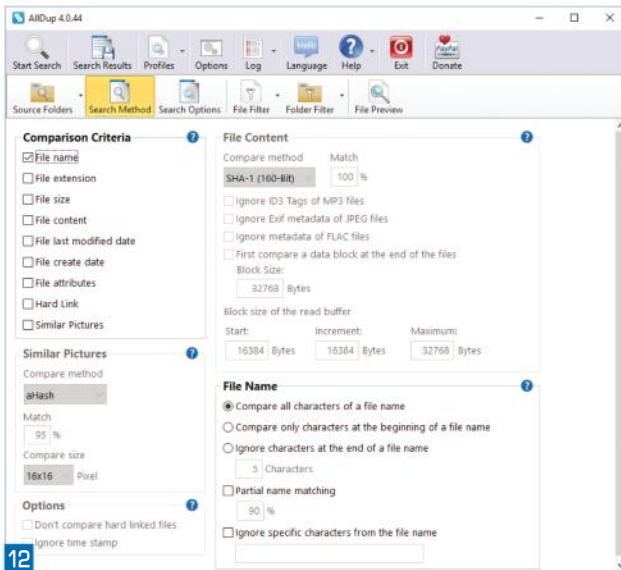 AllDup 4.0.44
Start Search Search Results Profiles Options Log Language Help Exit Donate
Hello
PayPal
Source Folders Search Method Search Options File Filter Folder Filter File Preview
Comparison Criteria
File name
File extension
File size
File content
File last modified date
File create date
File attributes
Hard Link
Similar Pictures
Similar Pictures
Compare method
aHash
Match
95 %
Compare size
16x16 Pixel
Options
Don't compare hard linked files
Ignore time stamp
File Content
Compare method Match
SHA-1 (160-Bit) 100 %
Ignore ID3 Tags of MP3 files
Ignore Exif metadata of JPEG files
Ignore metadata of FLAC files
First compare a data block at the end of the files
Block Size:
32768 Bytes
Block size of the read buffer
Start: Increment: Maximum:
16384 Bytes 16384 Bytes 32768 Bytes
File Name
Compare all characters of a file name
Compare only characters at the beginning of a file name
Ignore characters at the end of a file name
5 Characters
Partial name matching
90 %
Ignore specific characters from the file name
12